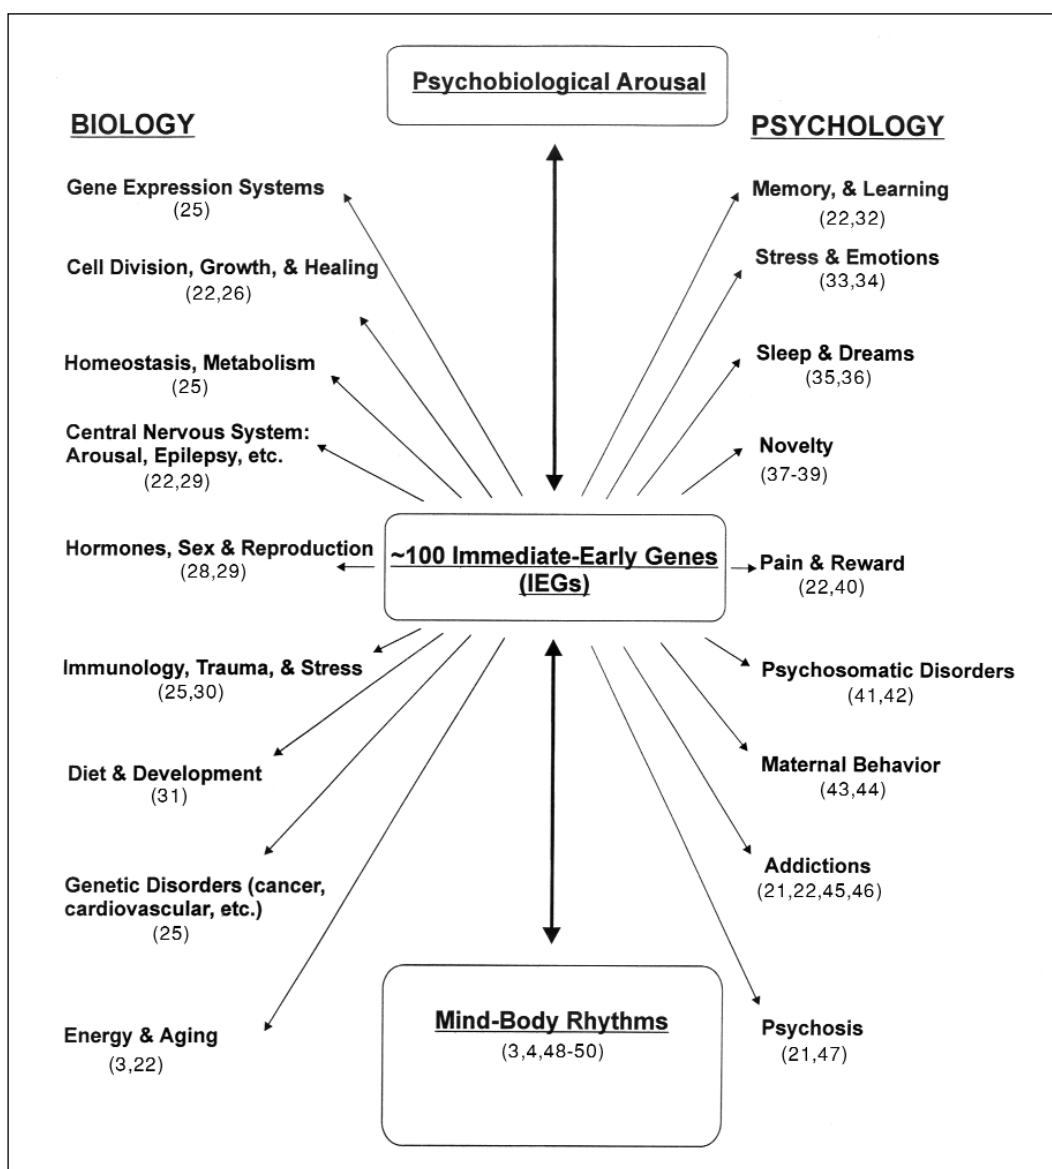 Psychobiological Arousal
BIOLOGY
Gene Expression Systems
(25)
Cell Division, Growth, & Healing
(22,26)
Homeostasis, Metabolism
(25)
Central Nervous System:
Arousal, Epilepsy, etc.
(22,29)
Hormones, Sex & Reproduction
(28,29)
Immunology, Trauma, & Stress
(25,30)
Diet & Development
(31)
Genetic Disorders (cancer,
cardiovascular, etc.)
(25)
Energy & Aging
(3,22)
~100 Immediate-Early Genes
(IEGs)
Mind-Body Rhythms
(3,4,48-50)
PSYCHOLOGY
Memory, & Learning
(22,32)
Stress & Emotions
(33,34)
Sleep & Dreams
(35,36)
Novelty
(37-39)
Pain & Reward
(22,40)
Psychosomatic Disorders
(41,42)
Maternal Behavior
(43,44)
Addictions
(21,22,45,46)
Psychosis
(21,47)